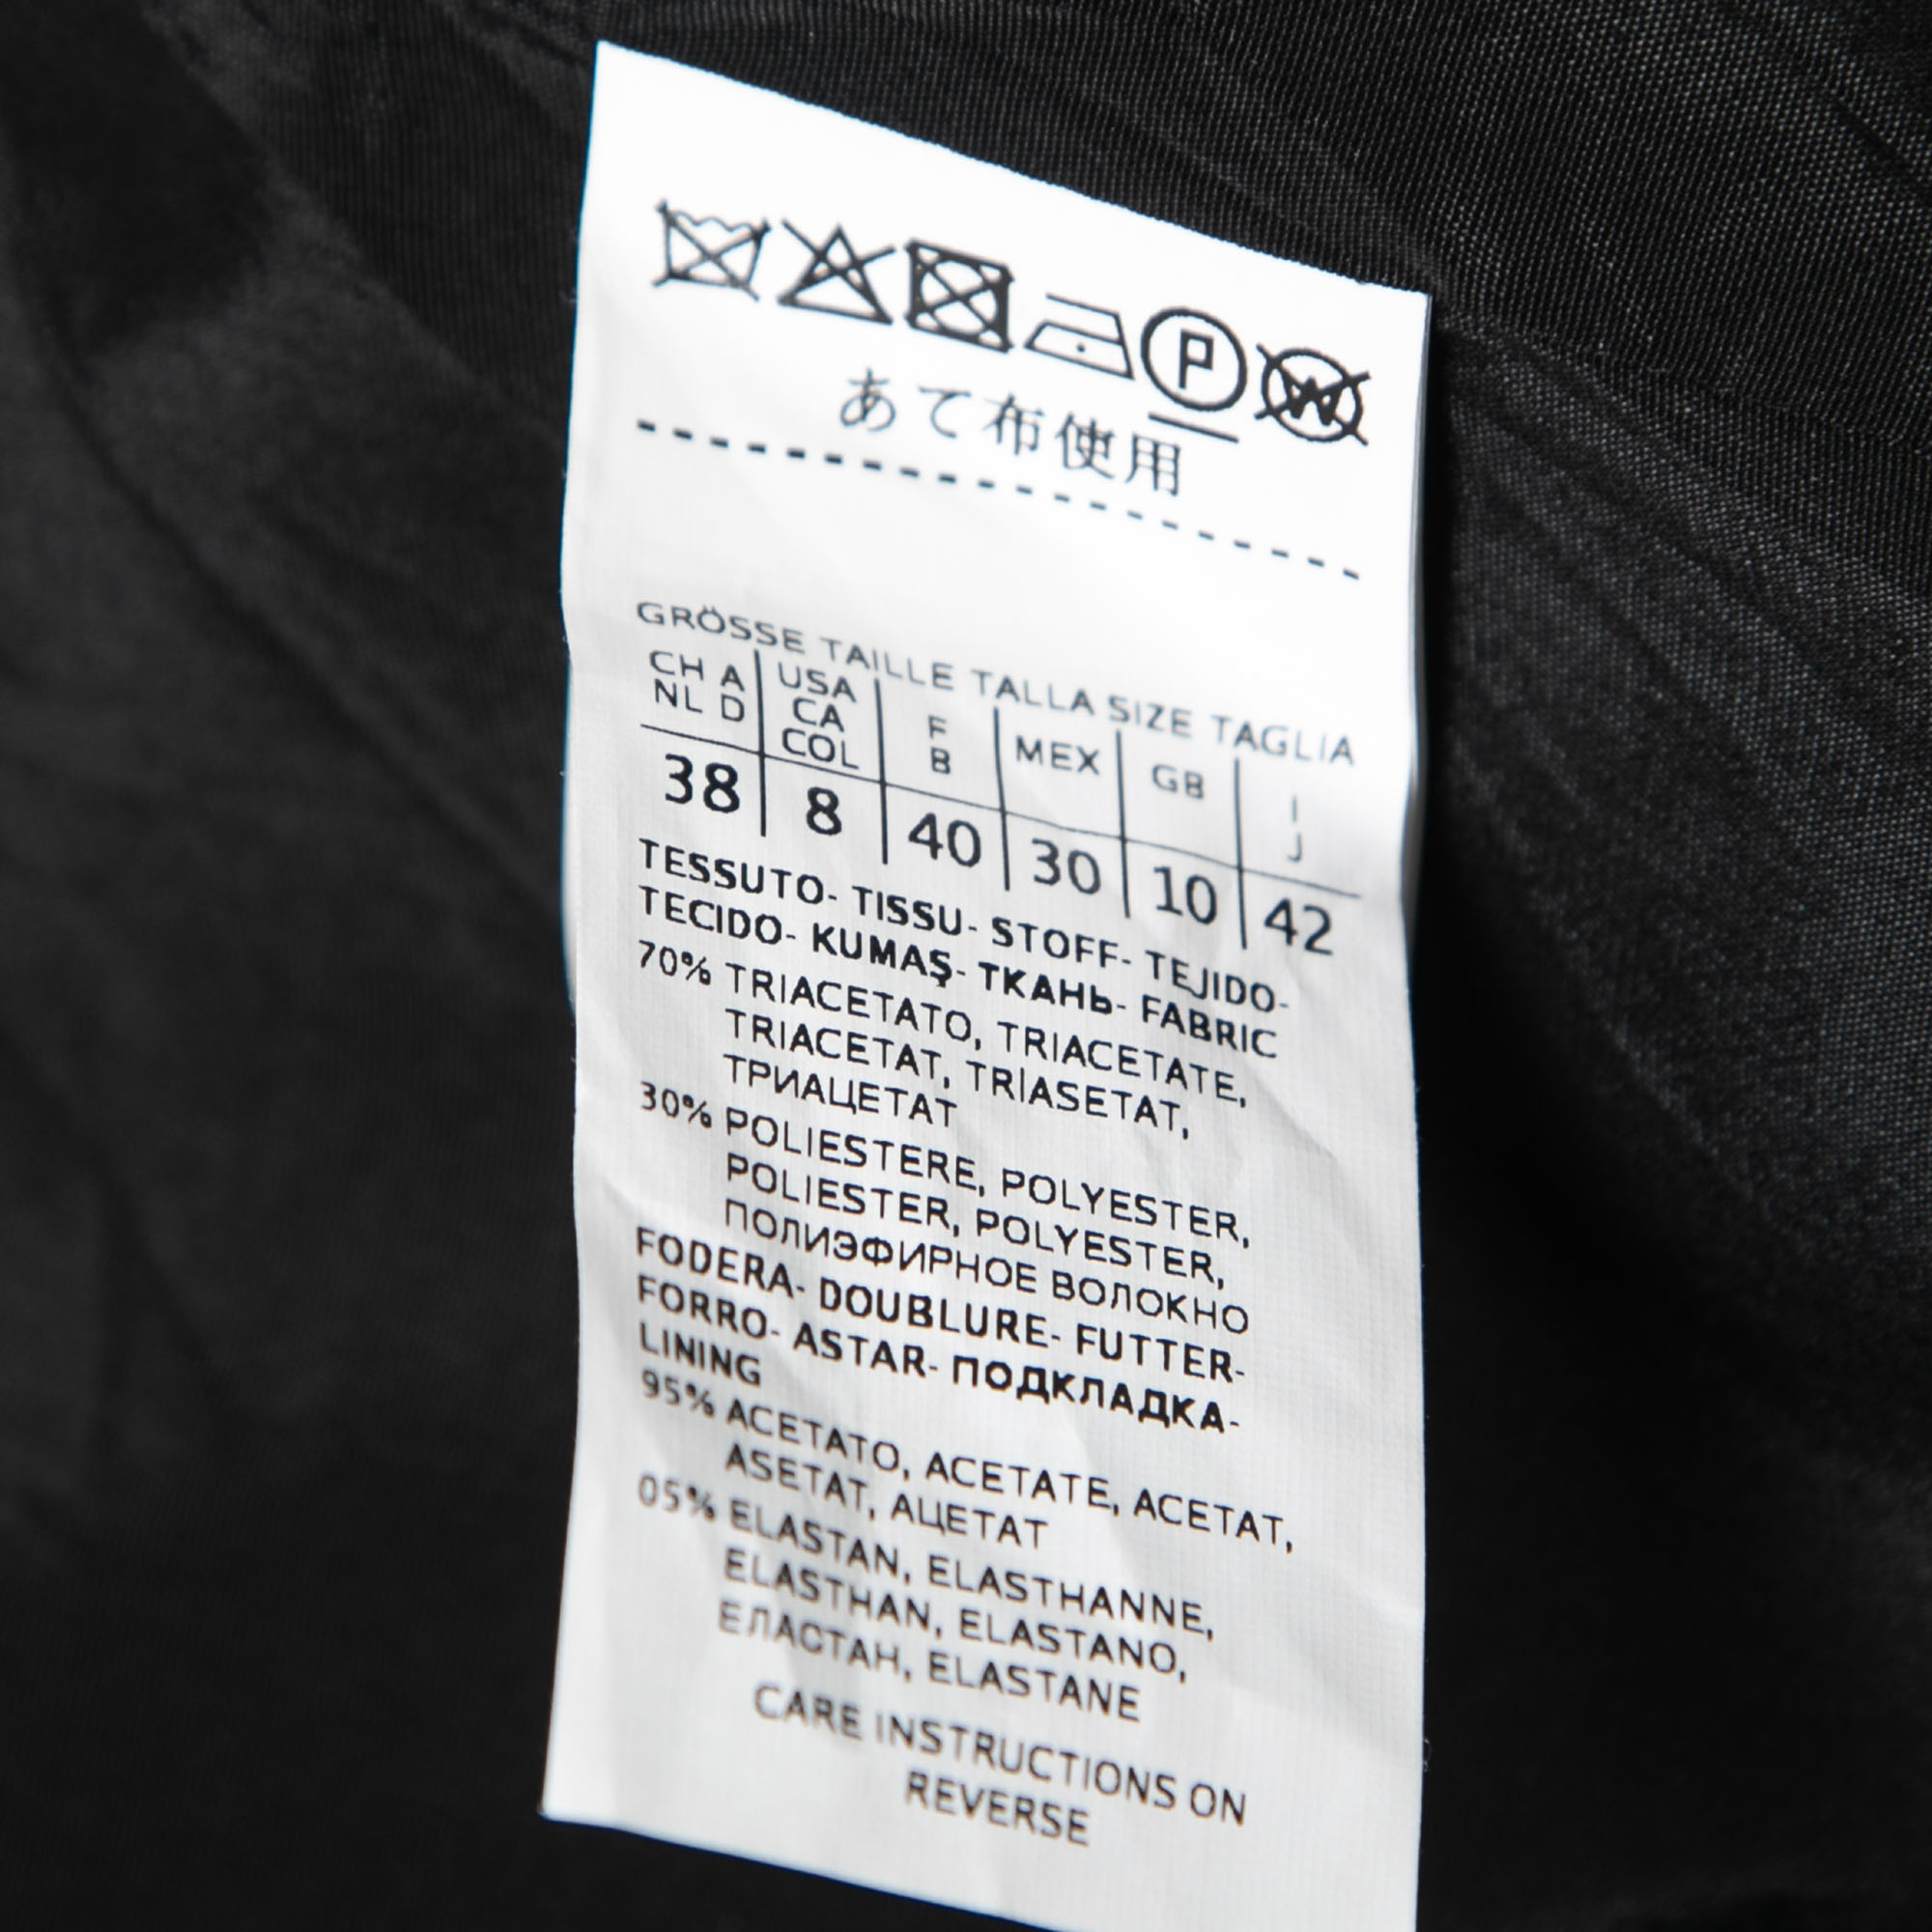 P W
あて布使用
GRÖSSE TAILLE TALLA SIZE TAGLIA
CH A NL D | USA CA COL | F B | MEX | GB | I J
38 | 8 | 40 | 30 | 10 | 42
TESSUTO- TISSU- STOFF- TEJIDO-
TECIDO- KUMAŞ- ТКАНЬ- FABRIC
70% TRIACETATO, TRIACETATE,
TRIACETAT, TRIASETAT,
ТРИАЦЕТАТ
30% POLIESTERE, POLYESTER,
POLIESTER, POLYESTER,
ПОЛИЭФИРНОЕ ВОЛОКНО
FODERA- DOUBLURE- FUTTER-
FORRO- ASTAR- ПОДКЛАДКА-
LINING
95% ACETATO, ACETATE, ACETAT,
ASETAT, АЦЕТАТ
05% ELASTAN, ELASTHANNE,
ELASTHAN, ELASTANO,
ЕЛАСТАН, ELASTANE
CARE INSTRUCTIONS ON
REVERSE